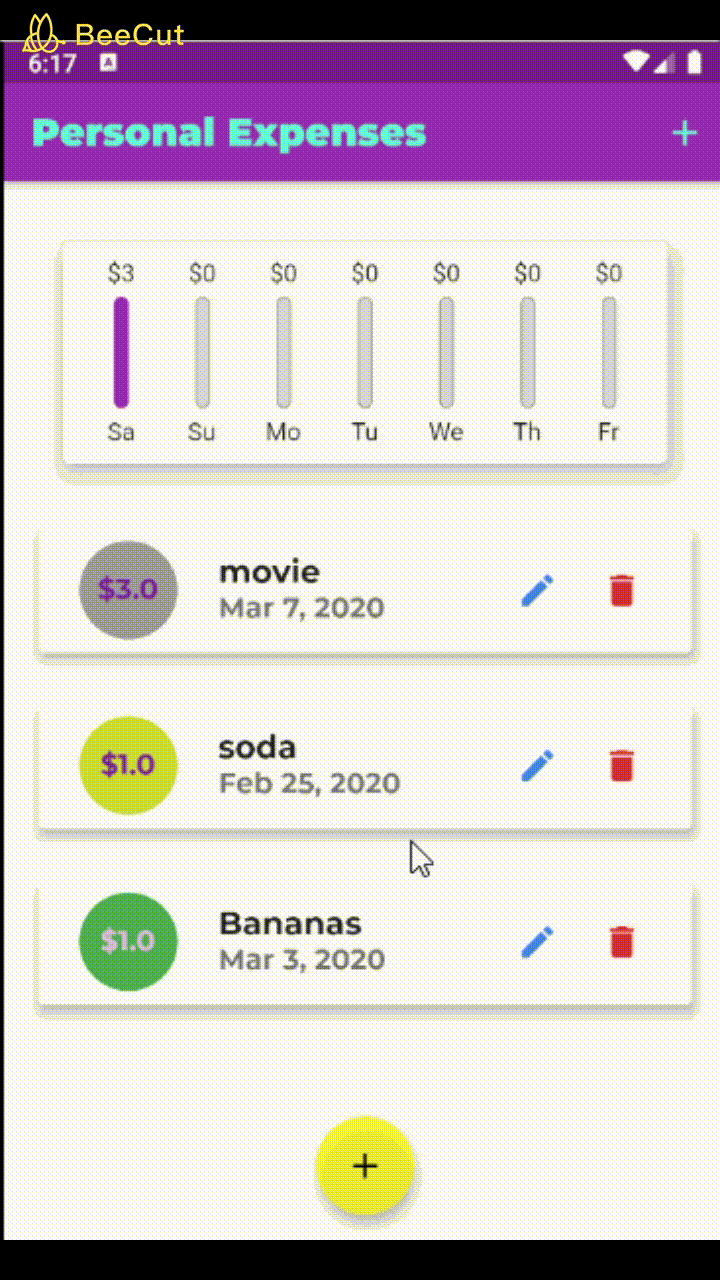 BeeCut
6:17 A
Personal Expenses +
$3 $0 $0 $0 $0 $0 $0
Sa Su Mo Tu We Th Fr
$3.0 movie
Mar 7, 2020
$1.0 soda
Feb 25, 2020
$1.0 Bananas
Mar 3, 2020
+